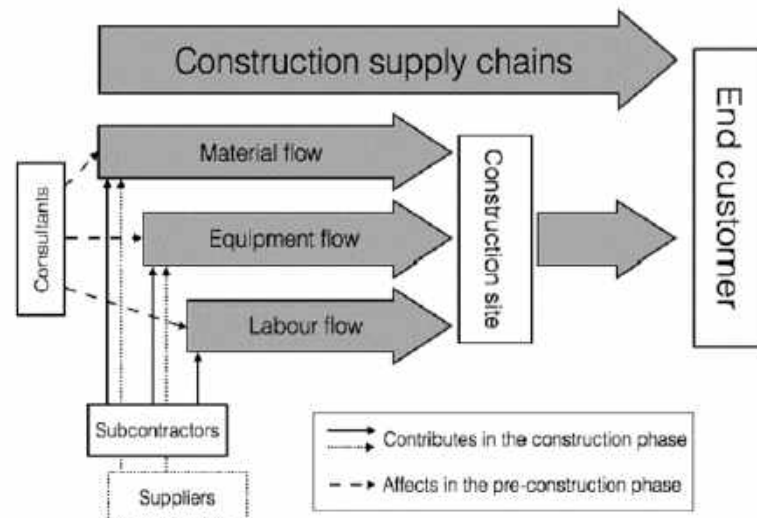 Construction supply chains
Material flow
Equipment flow
Labour flow
Consultants
Construction site
End customer
Subcontractors
Suppliers
Contributes in the construction phase
Affects in the pre-construction phase